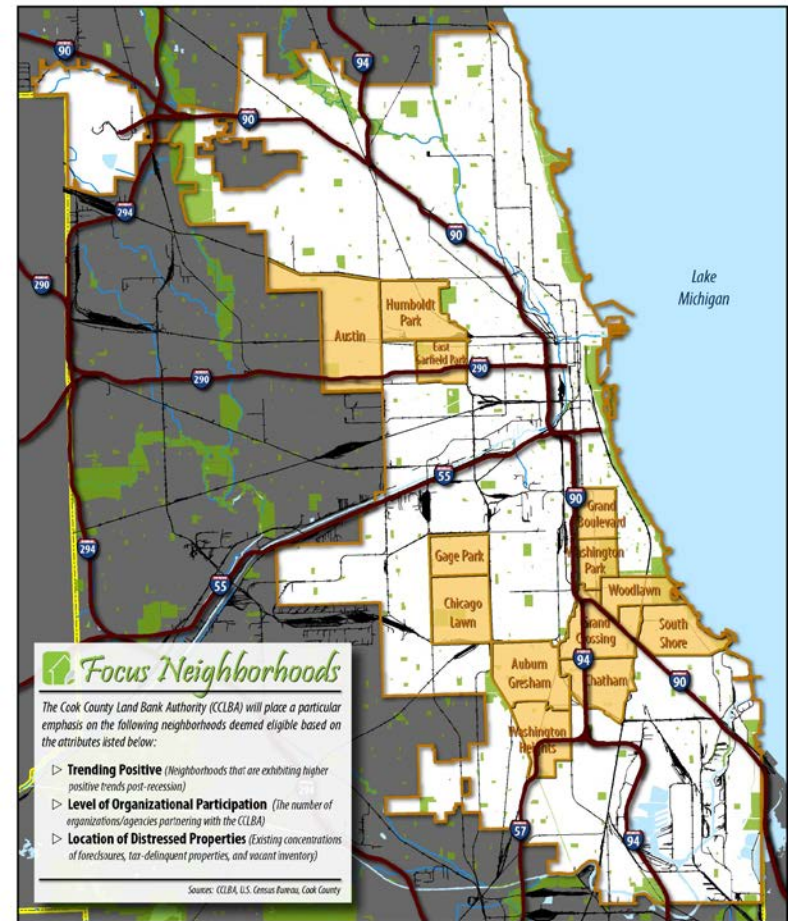 90
94
90
294
90
Lake
Michigan
290
Humboldt
Park
Austin
East
Garfield Park
290
290
55
90
Grand
Boulevard
294
Gage Park
Washington
Park
55
Woodlawn
Chicago
Lawn
Grand
Crossing
South
Shore
94
Auburn
Gresham
Chatham
90
Washington
Heights
57
94
Focus Neighborhoods
The Cook County Land Bank Authority (CCLBA) will place a particular
emphasis on the following neighborhoods deemed eligible based on
the attributes listed below:
▷ Trending Positive (Neighborhoods that are exhibiting higher
positive trends post-recession)
▷ Level of Organizational Participation (The number of
organizations/agencies partnering with the CCLBA)
▷ Location of Distressed Properties (Existing concentrations
of foreclosures, tax-delinquent properties, and vacant inventory)
Sources: CCLBA, U.S. Census Bureau, Cook County